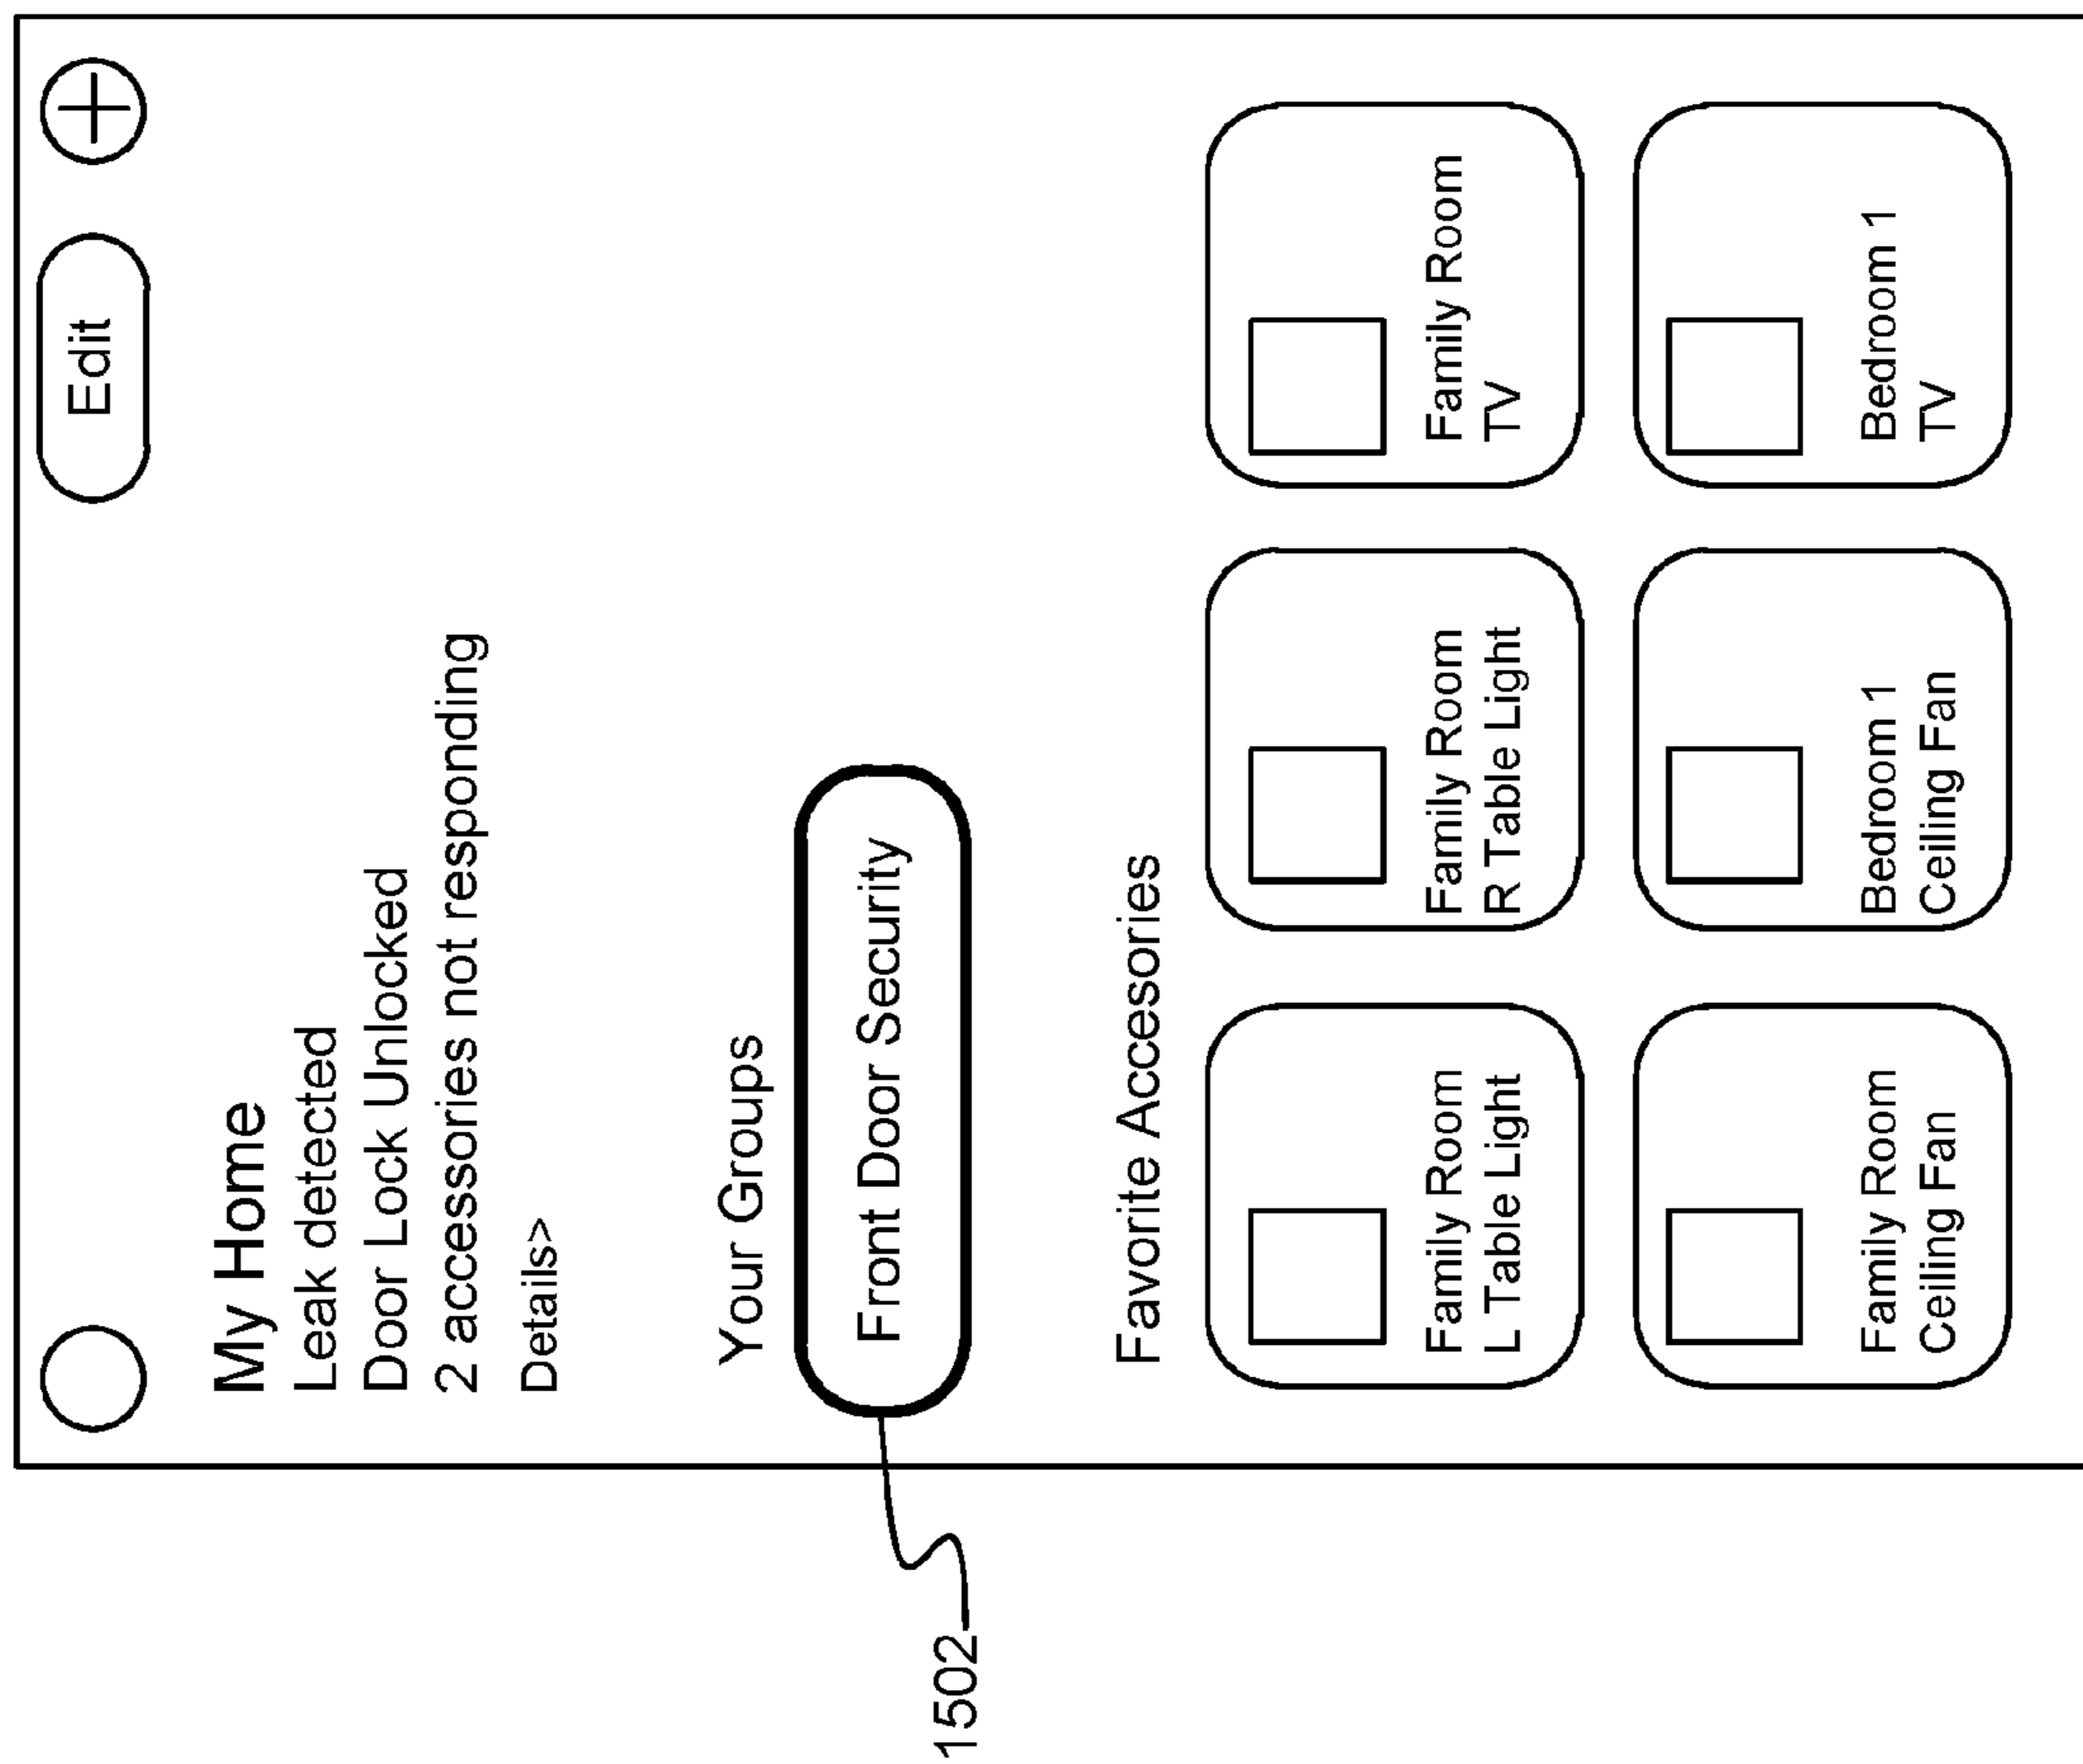 Edit
My Home
Leak detected
Door Lock Unlocked
2 accessories not responding
Details>
Your Groups
Front Door Security
1502
Favorite Accessories
Family Room
L Table Light
Family Room
R Table Light
Family Room
TV
Family Room
Ceiling Fan
Bedroom 1
Ceiling Fan
Bedroom 1
TV